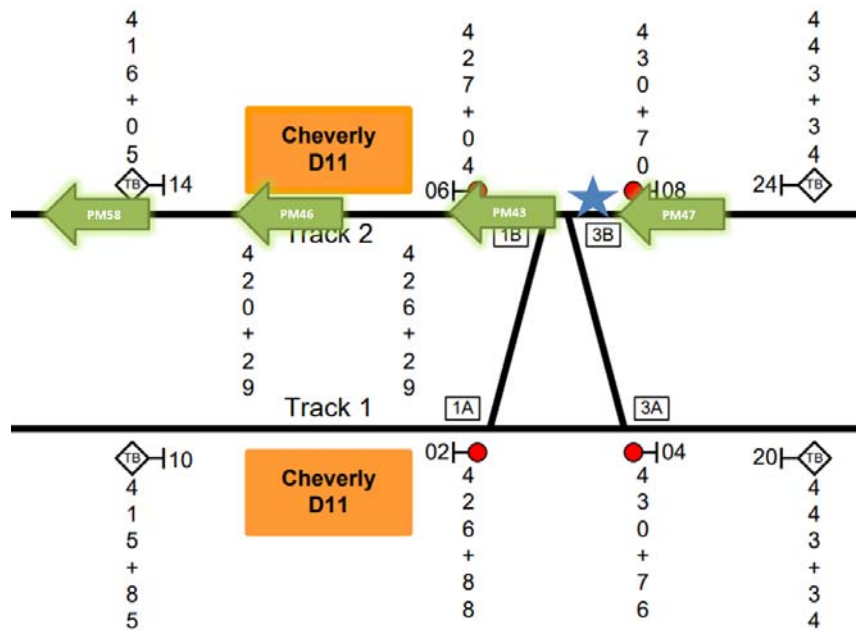 416+05
427+04
430+70
443+34
Cheverly
D11
TB
14
06
08
24
TB
PM58
PM46
PM43
PM47
Track 2
1B
3B
420+29
426+29
Track 1
1A
3A
TB
10
Cheverly
D11
02
04
20
TB
415+85
426+88
430+76
443+34